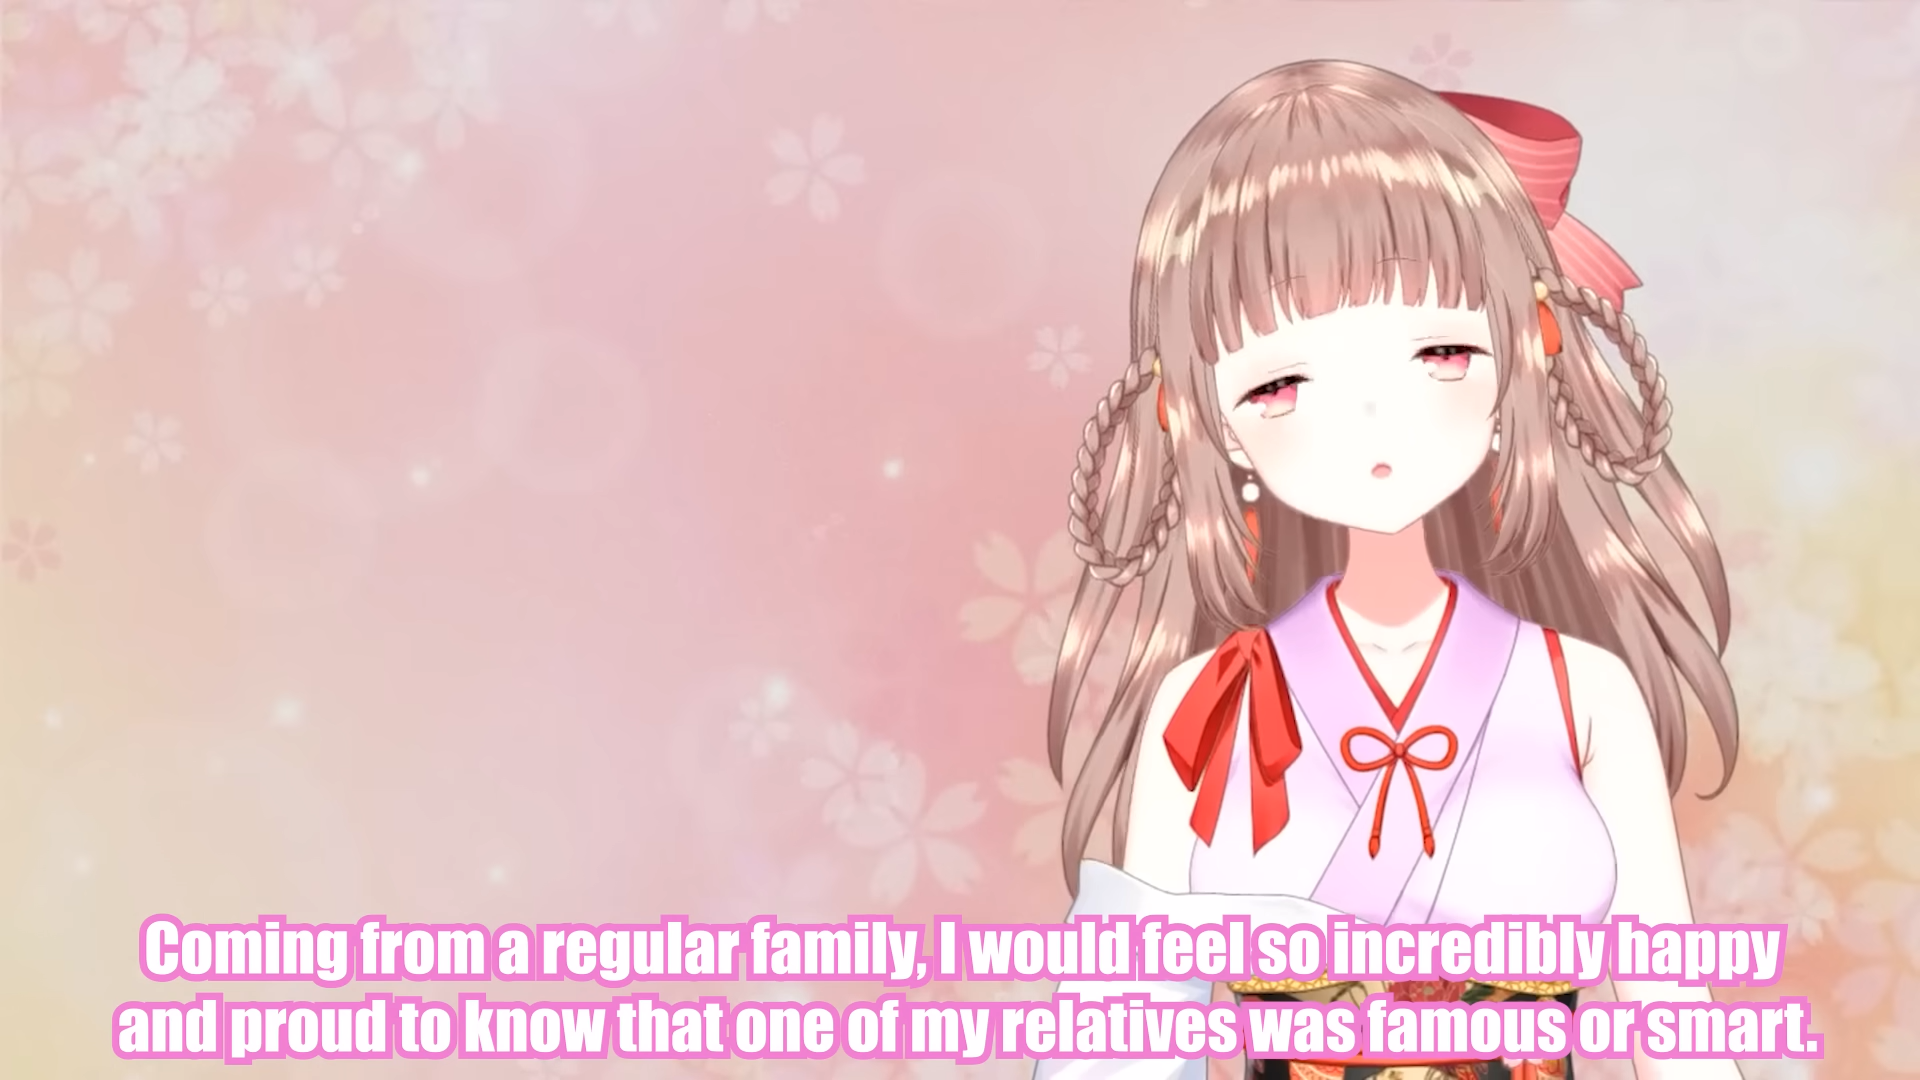 Coming from a regular family, I would feel so incredibly happy
and proud to know that one of my relatives was famous or smart.